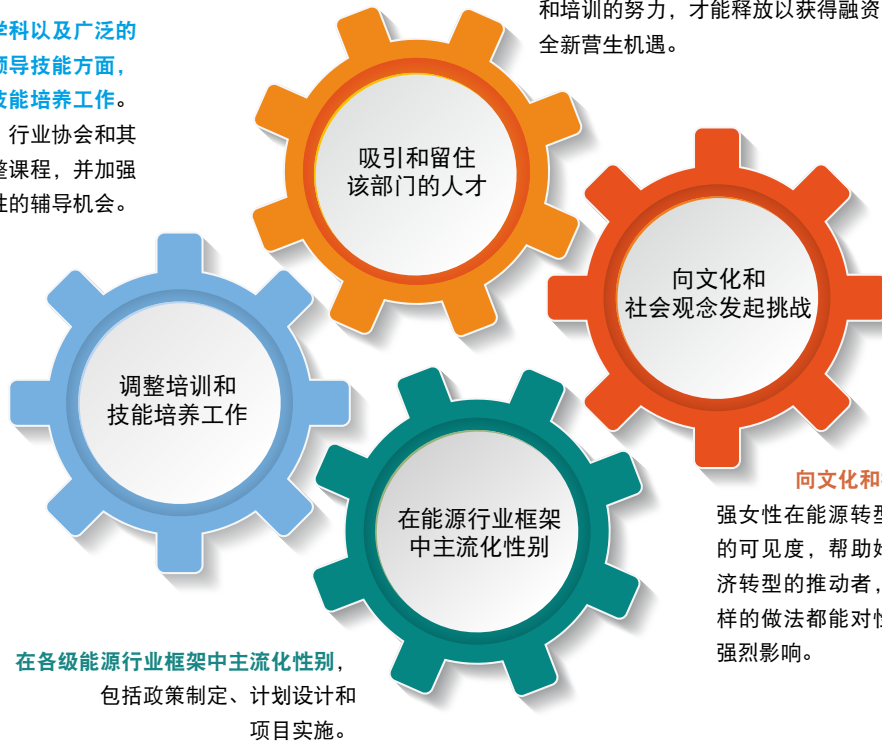 学科以及广泛的
领导技能方面，
技能培养工作。
行业协会和其
整课程，并加强
性的辅导机会。
和培训的努力，才能释放以获得融资
全新营生机遇。
吸引和留住
该部门的人才
向文化和
社会观念发起挑战
调整培训和
技能培养工作
在能源行业框架
中主流化性别
向文化和
强女性在能源转型
的可见度，帮助她
济转型的推动者，
样的做法都能对性
强烈影响。
在各级能源行业框架中主流化性别，
包括政策制定、计划设计和
项目实施。